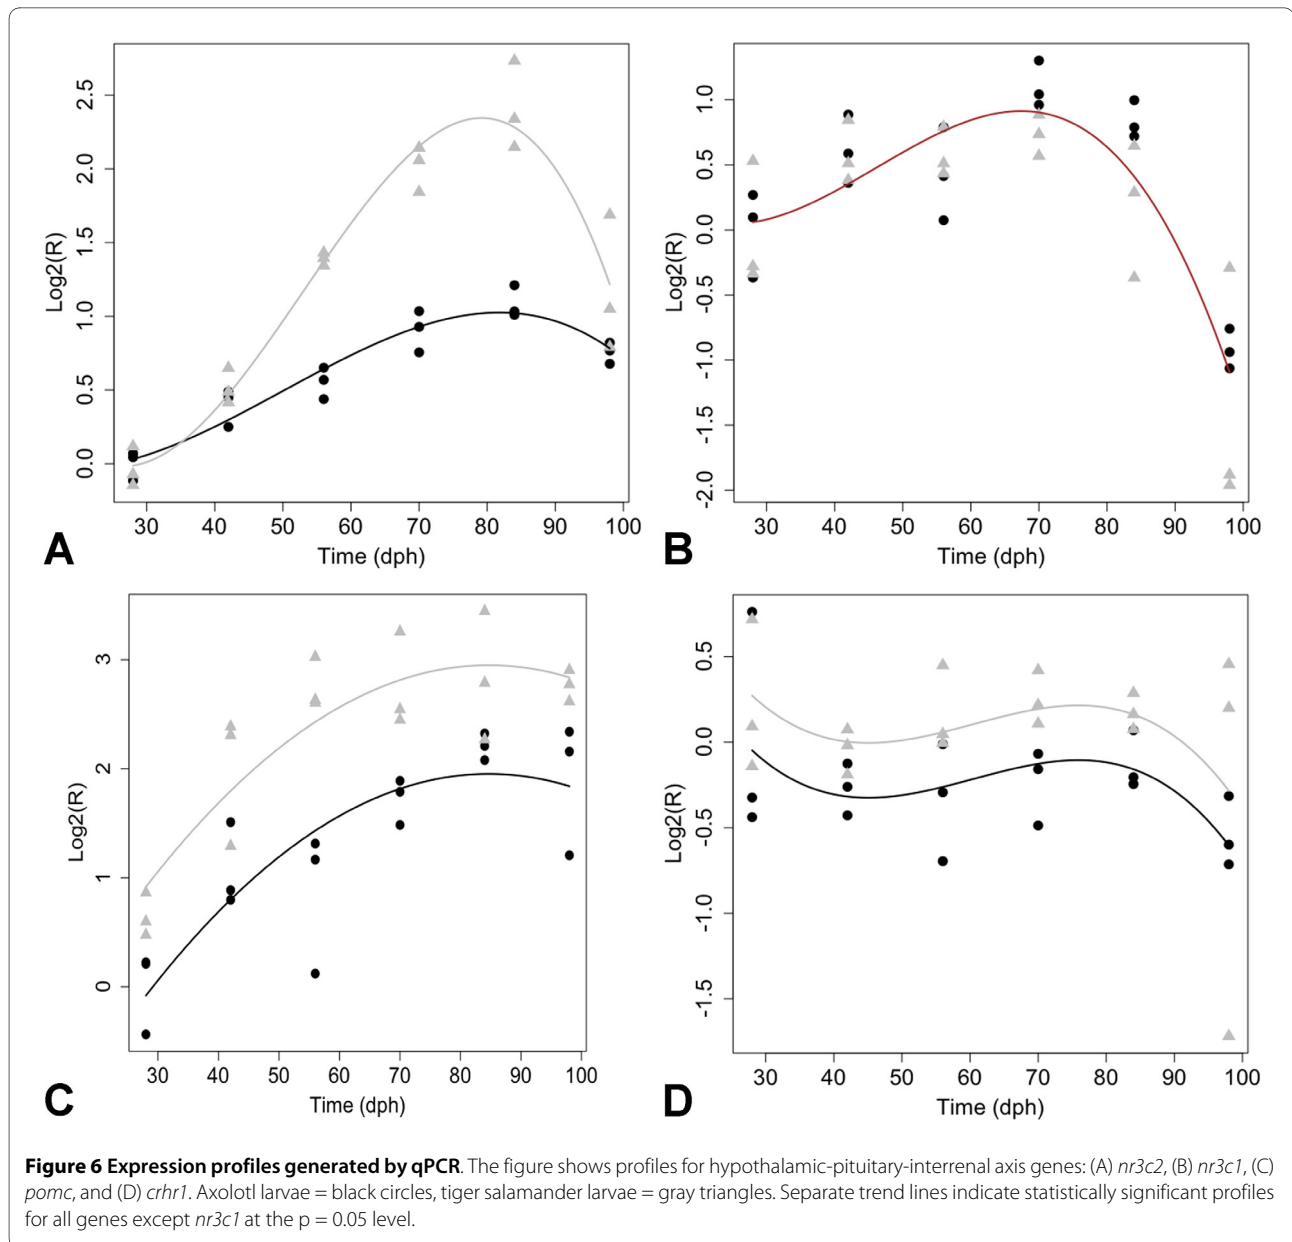 2.5
2.0
1.5
1.0
0.5
0.0
Log2(R)
30 40 50 60 70 80 90 100
Time (dph)
A
1.0
0.5
0.0
-0.5
-1.0
-1.5
-2.0
Log2(R)
30 40 50 60 70 80 90 100
Time (dph)
B
3
2
1
0
Log2(R)
30 40 50 60 70 80 90 100
Time (dph)
C
0.5
0.0
-0.5
-1.0
-1.5
Log2(R)
30 40 50 60 70 80 90 100
Time (dph)
D
Figure 6 Expression profiles generated by qPCR. The figure shows profiles for hypothalamic-pituitary-interrenal axis genes: (A) nr3c2, (B) nr3c1, (C)
pomc, and (D) crhr1. Axolotl larvae = black circles, tiger salamander larvae = gray triangles. Separate trend lines indicate statistically significant profiles
for all genes except nr3c1 at the p = 0.05 level.